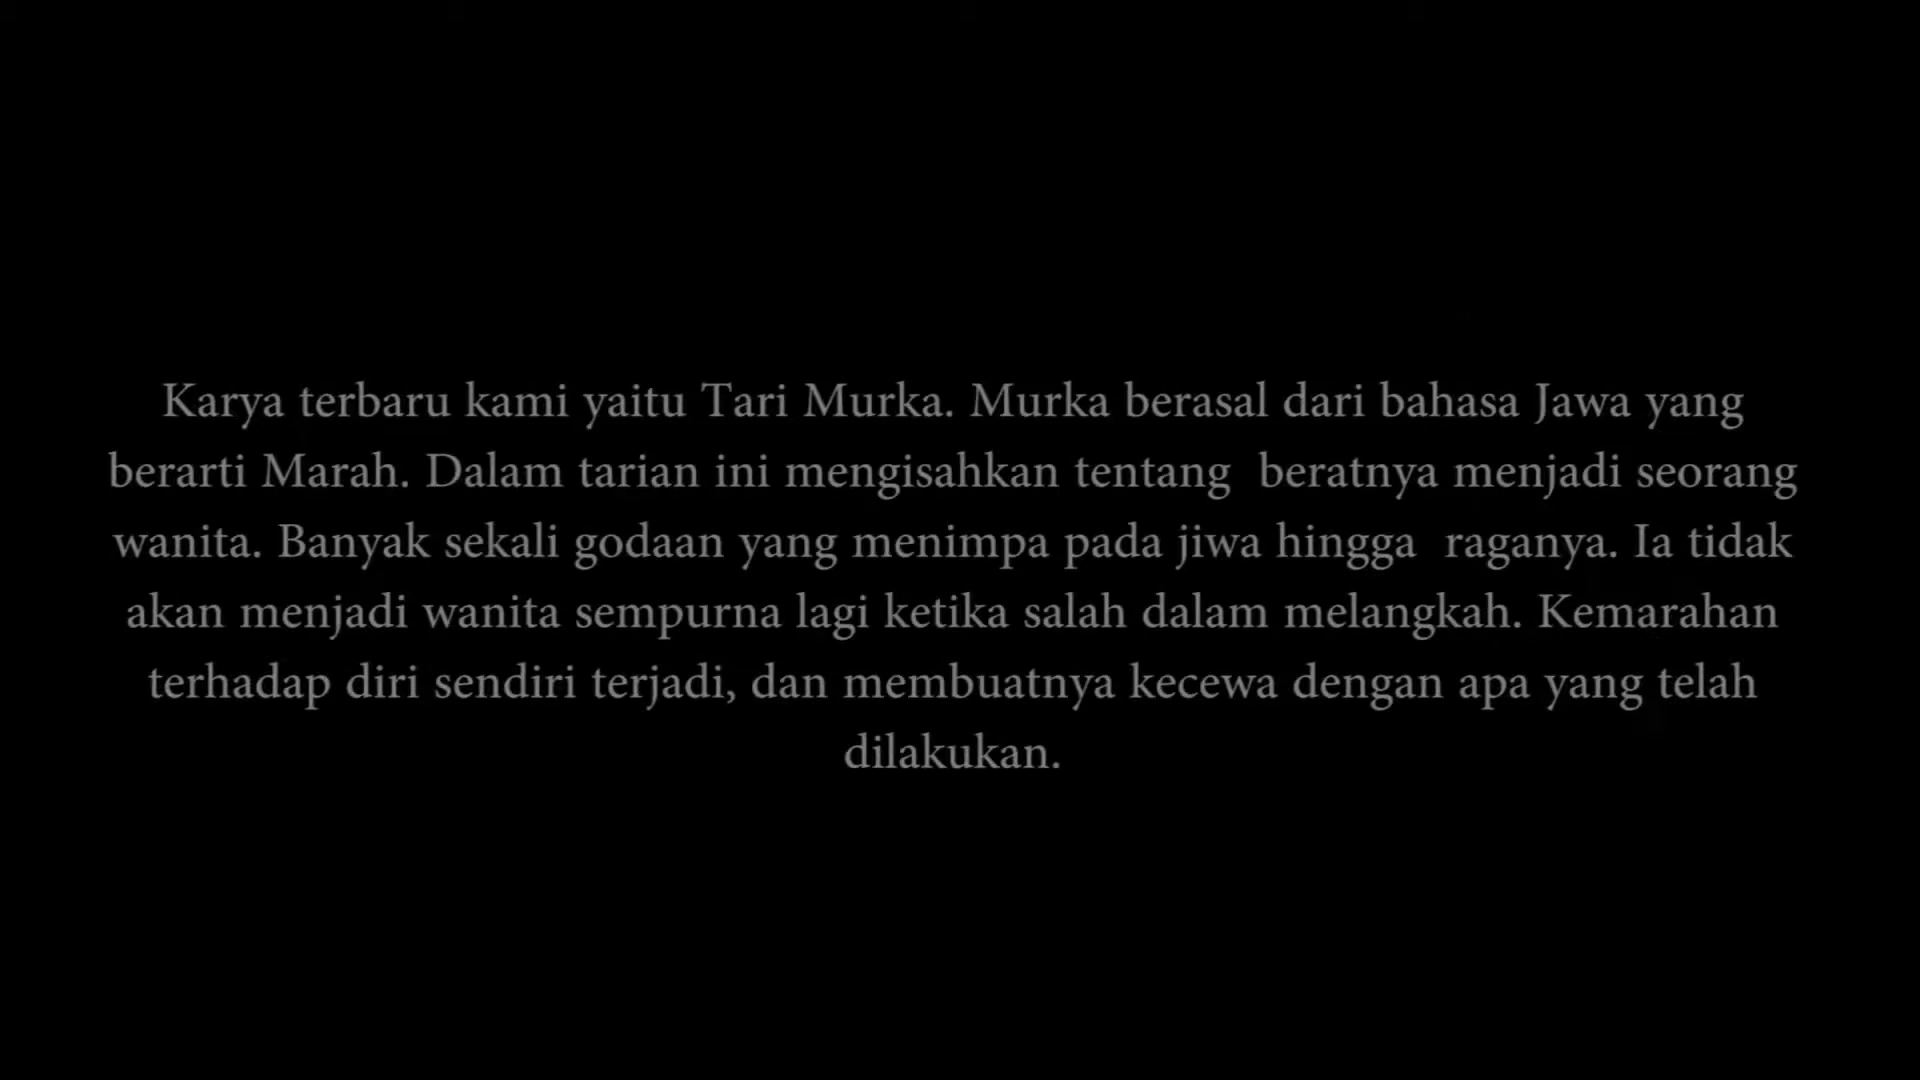 Karya terbaru kami yaitu Tari Murka. Murka berasal dari bahasa Jawa yang
berarti Marah. Dalam tarian ini mengisahkan tentang  beratnya menjadi seorang
wanita. Banyak sekali godaan yang menimpa pada jiwa hingga  raganya. Ia tidak
akan menjadi wanita sempurna lagi ketika salah dalam melangkah. Kemarahan
terhadap diri sendiri terjadi, dan membuatnya kecewa dengan apa yang telah
dilakukan.